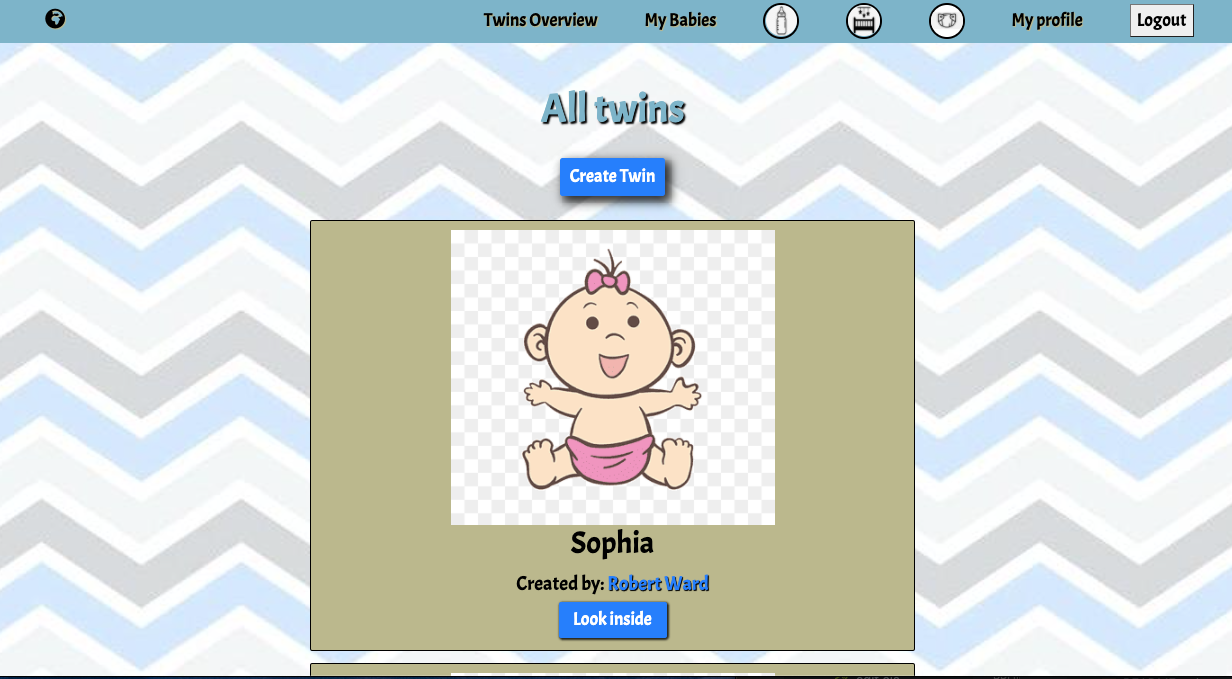 Twins Overview My Babies My profile Logout
All twins
Create Twin
Sophia
Created by: Robert Ward
Look inside